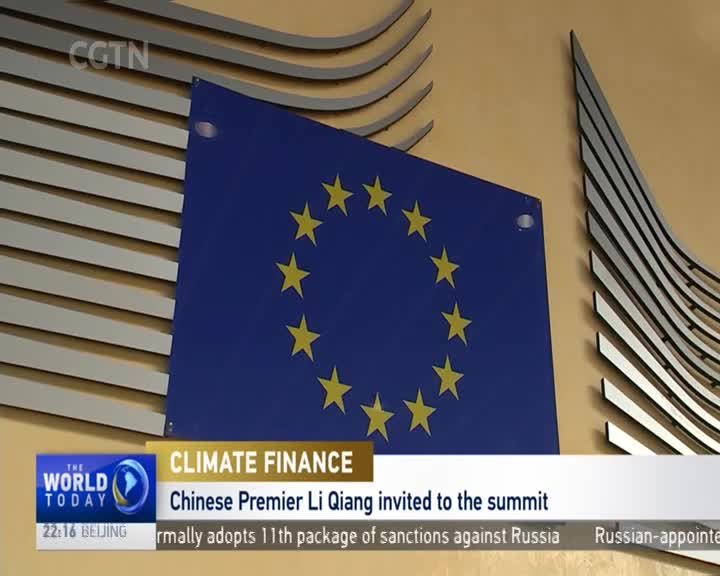 CGTN
CLIMATE FINANCE
THE
WORLD
TODAY
Chinese Premier Li Qiang invited to the summit
22:16 BEIJING
rmally adopts 11th package of sanctions against Russia Russian-appointe